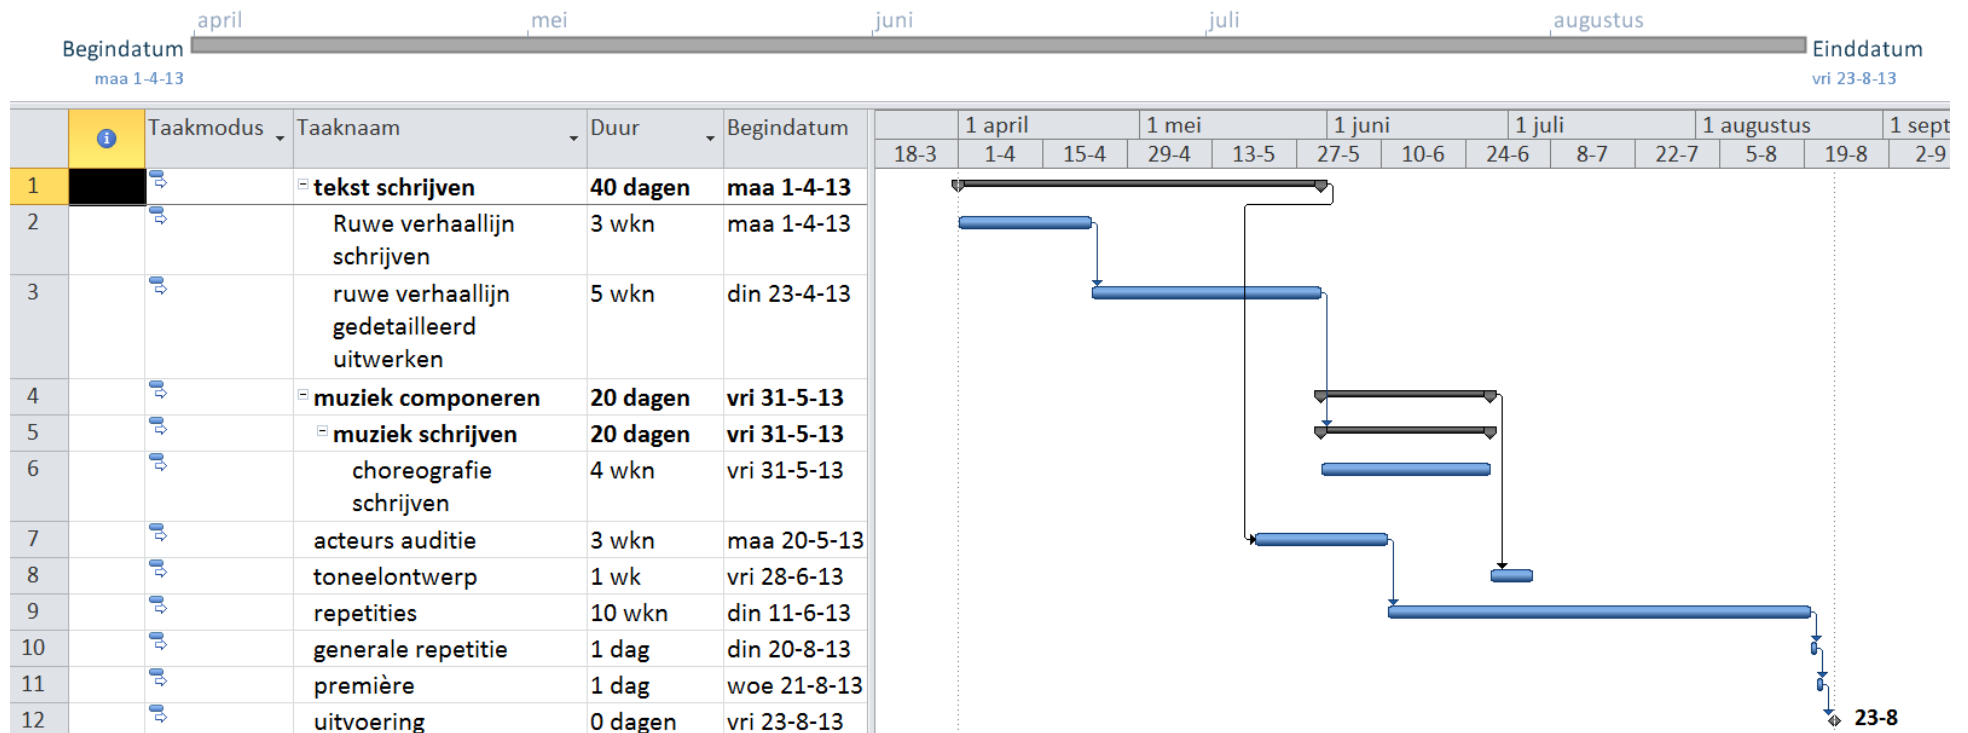 april mei juni juli augustus
Begindatum Einddatum
maa 1-4-13 vri 23-8-13
Taakmodus Taaknaam Duur Begindatum 1 april 1 mei 1 juni 1 juli 1 augustus 1 sept
18-3 1-4 15-4 29-4 13-5 27-5 10-6 24-6 8-7 22-7 5-8 19-8 2-9
1 tekst schrijven 40 dagen maa 1-4-13
2 Ruwe verhaallijn 3 wkn maa 1-4-13
schrijven
3 ruwe verhaallijn 5 wkn din 23-4-13
gedetailleerd
uitwerken
4 muziek componeren 20 dagen vri 31-5-13
5 muziek schrijven 20 dagen vri 31-5-13
6 choreografie 4 wkn vri 31-5-13
schrijven
7 acteurs auditie 3 wkn maa 20-5-13
8 toneelontwerp 1 wk vri 28-6-13
9 repetities 10 wkn din 11-6-13
10 generale repetitie 1 dag din 20-8-13
11 première 1 dag woe 21-8-13
12 uitvoering 0 dagen vri 23-8-13 23-8